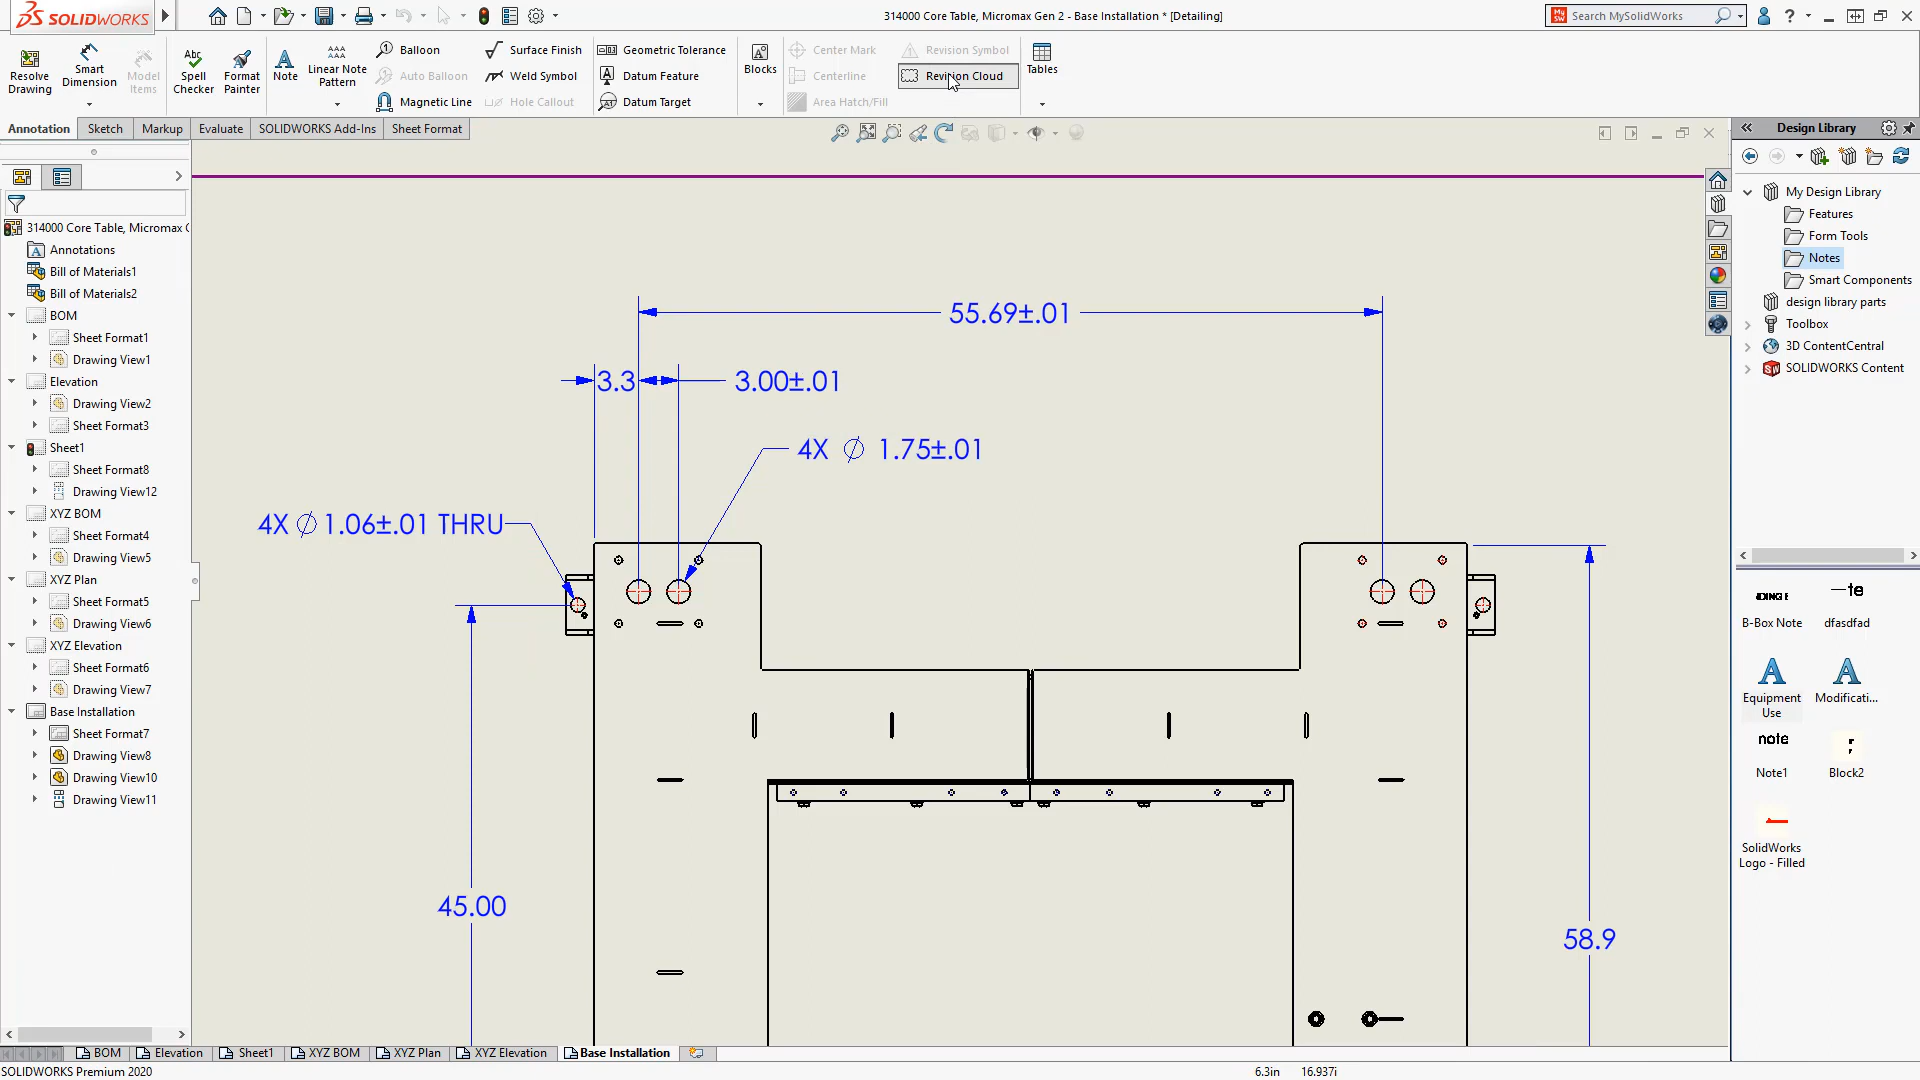 SOLIDWORKS
314000 Core Table, Micromax Gen 2 - Base Installation * [Detailing]
Search MySolidWorks
Resolve Drawing
Smart Dimension
Model Items
Abc
Spell Checker
Format Painter
Note
Linear Note Pattern
Balloon
Auto Balloon
Magnetic Line
Surface Finish
Weld Symbol
Hole Callout
Geometric Tolerance
Datum Feature
Datum Target
Blocks
Center Mark
Centerline
Area Hatch/Fill
Revision Symbol
Revision Cloud
Tables
Annotation
Sketch
Markup
Evaluate
SOLIDWORKS Add-Ins
Sheet Format
314000 Core Table, Micromax G
Annotations
Bill of Materials1
Bill of Materials2
BOM
Sheet Format1
Drawing View1
Elevation
Drawing View2
Sheet Format3
Sheet1
Sheet Format8
Drawing View12
XYZ BOM
Sheet Format4
Drawing View5
XYZ Plan
Sheet Format5
Drawing View6
XYZ Elevation
Sheet Format6
Drawing View7
Base Installation
Sheet Format7
Drawing View8
Drawing View10
Drawing View11
55.69±.01
3.3
3.00±.01
4X ∅ 1.75±.01
4X ∅ 1.06±.01 THRU
45.00
58.9
Design Library
My Design Library
Features
Form Tools
Notes
Smart Components
design library parts
Toolbox
3D ContentCentral
SOLIDWORKS Content
te
B-Box Note
dfasdfad
Equipment Use
Modificati...
note
Note1
Block2
SolidWorks Logo - Filled
BOM
Elevation
Sheet1
XYZ BOM
XYZ Plan
XYZ Elevation
Base Installation
SOLIDWORKS Premium 2020
6.3in
16.937i